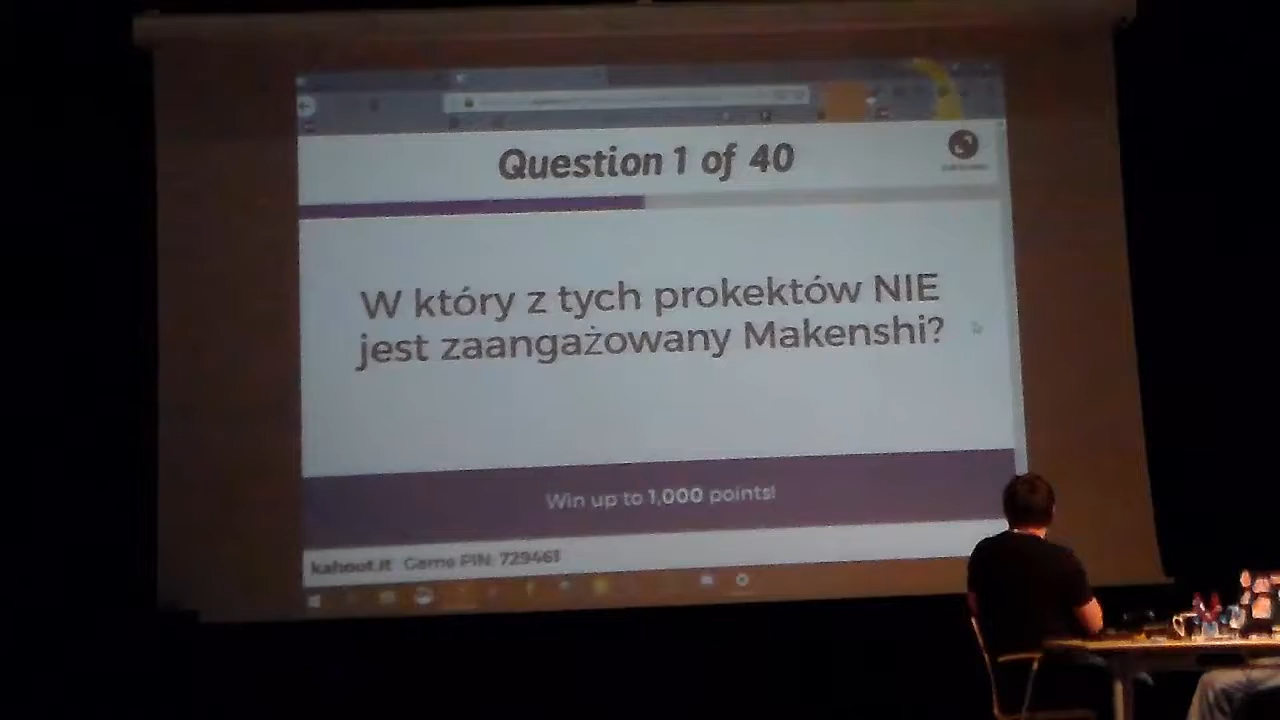 Question 1 of 40
W który z tych prokektów NIE
jest zaangażowany Makenshi?
Win up to 1,000 points!
kahoot.it Game PIN: 729461